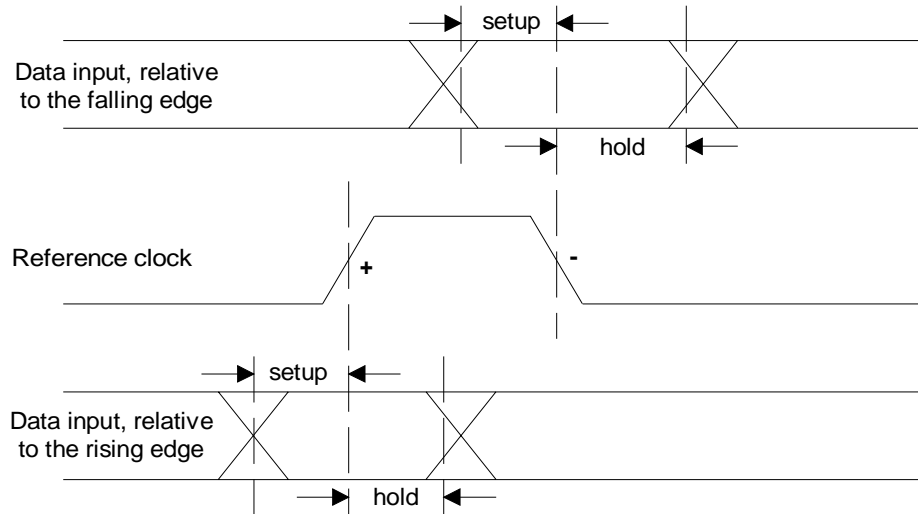 setup
Data input, relative
to the falling edge
hold
Reference clock
+
-
setup
Data input, relative
to the rising edge
hold